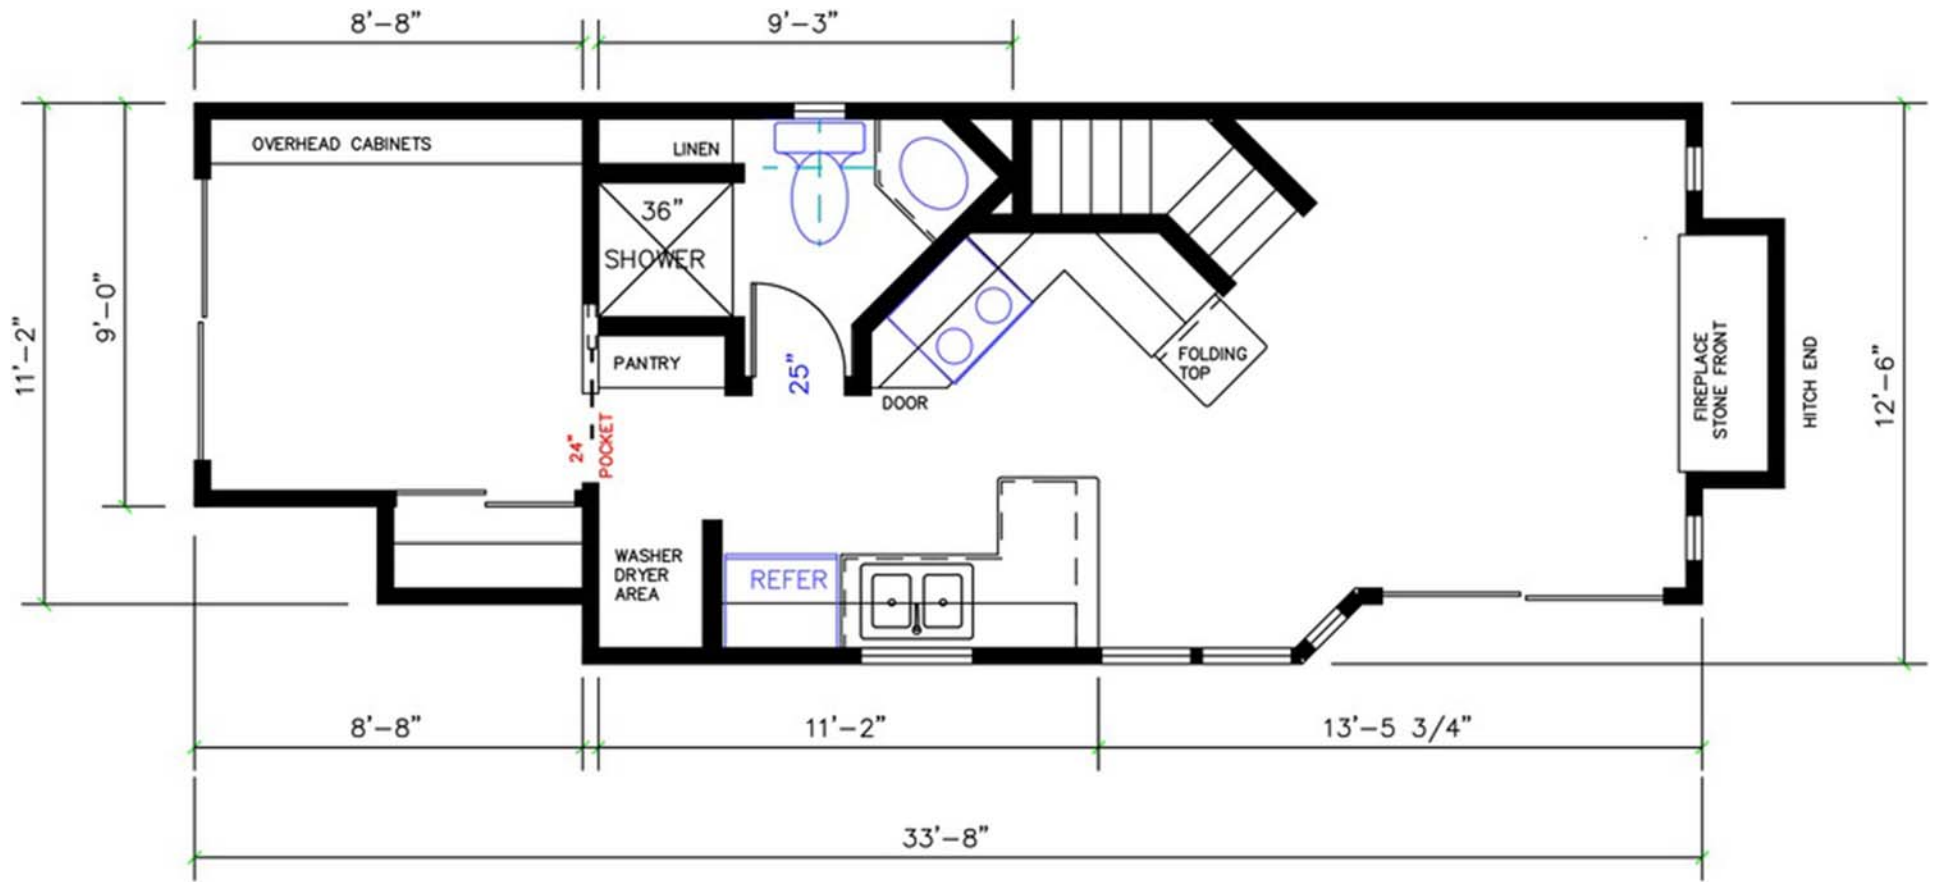 8'-8"
9'-3"
OVERHEAD CABINETS
LINEN
36"
SHOWER
PANTRY
25"
DOOR
FOLDING
TOP
FIREPLACE
STONE FRONT
HITCH END
12'-6"
11'-2"
9'-0"
24"
POCKET
WASHER
DRYER
AREA
REFER
8'-8"
11'-2"
13'-5 3/4"
33'-8"